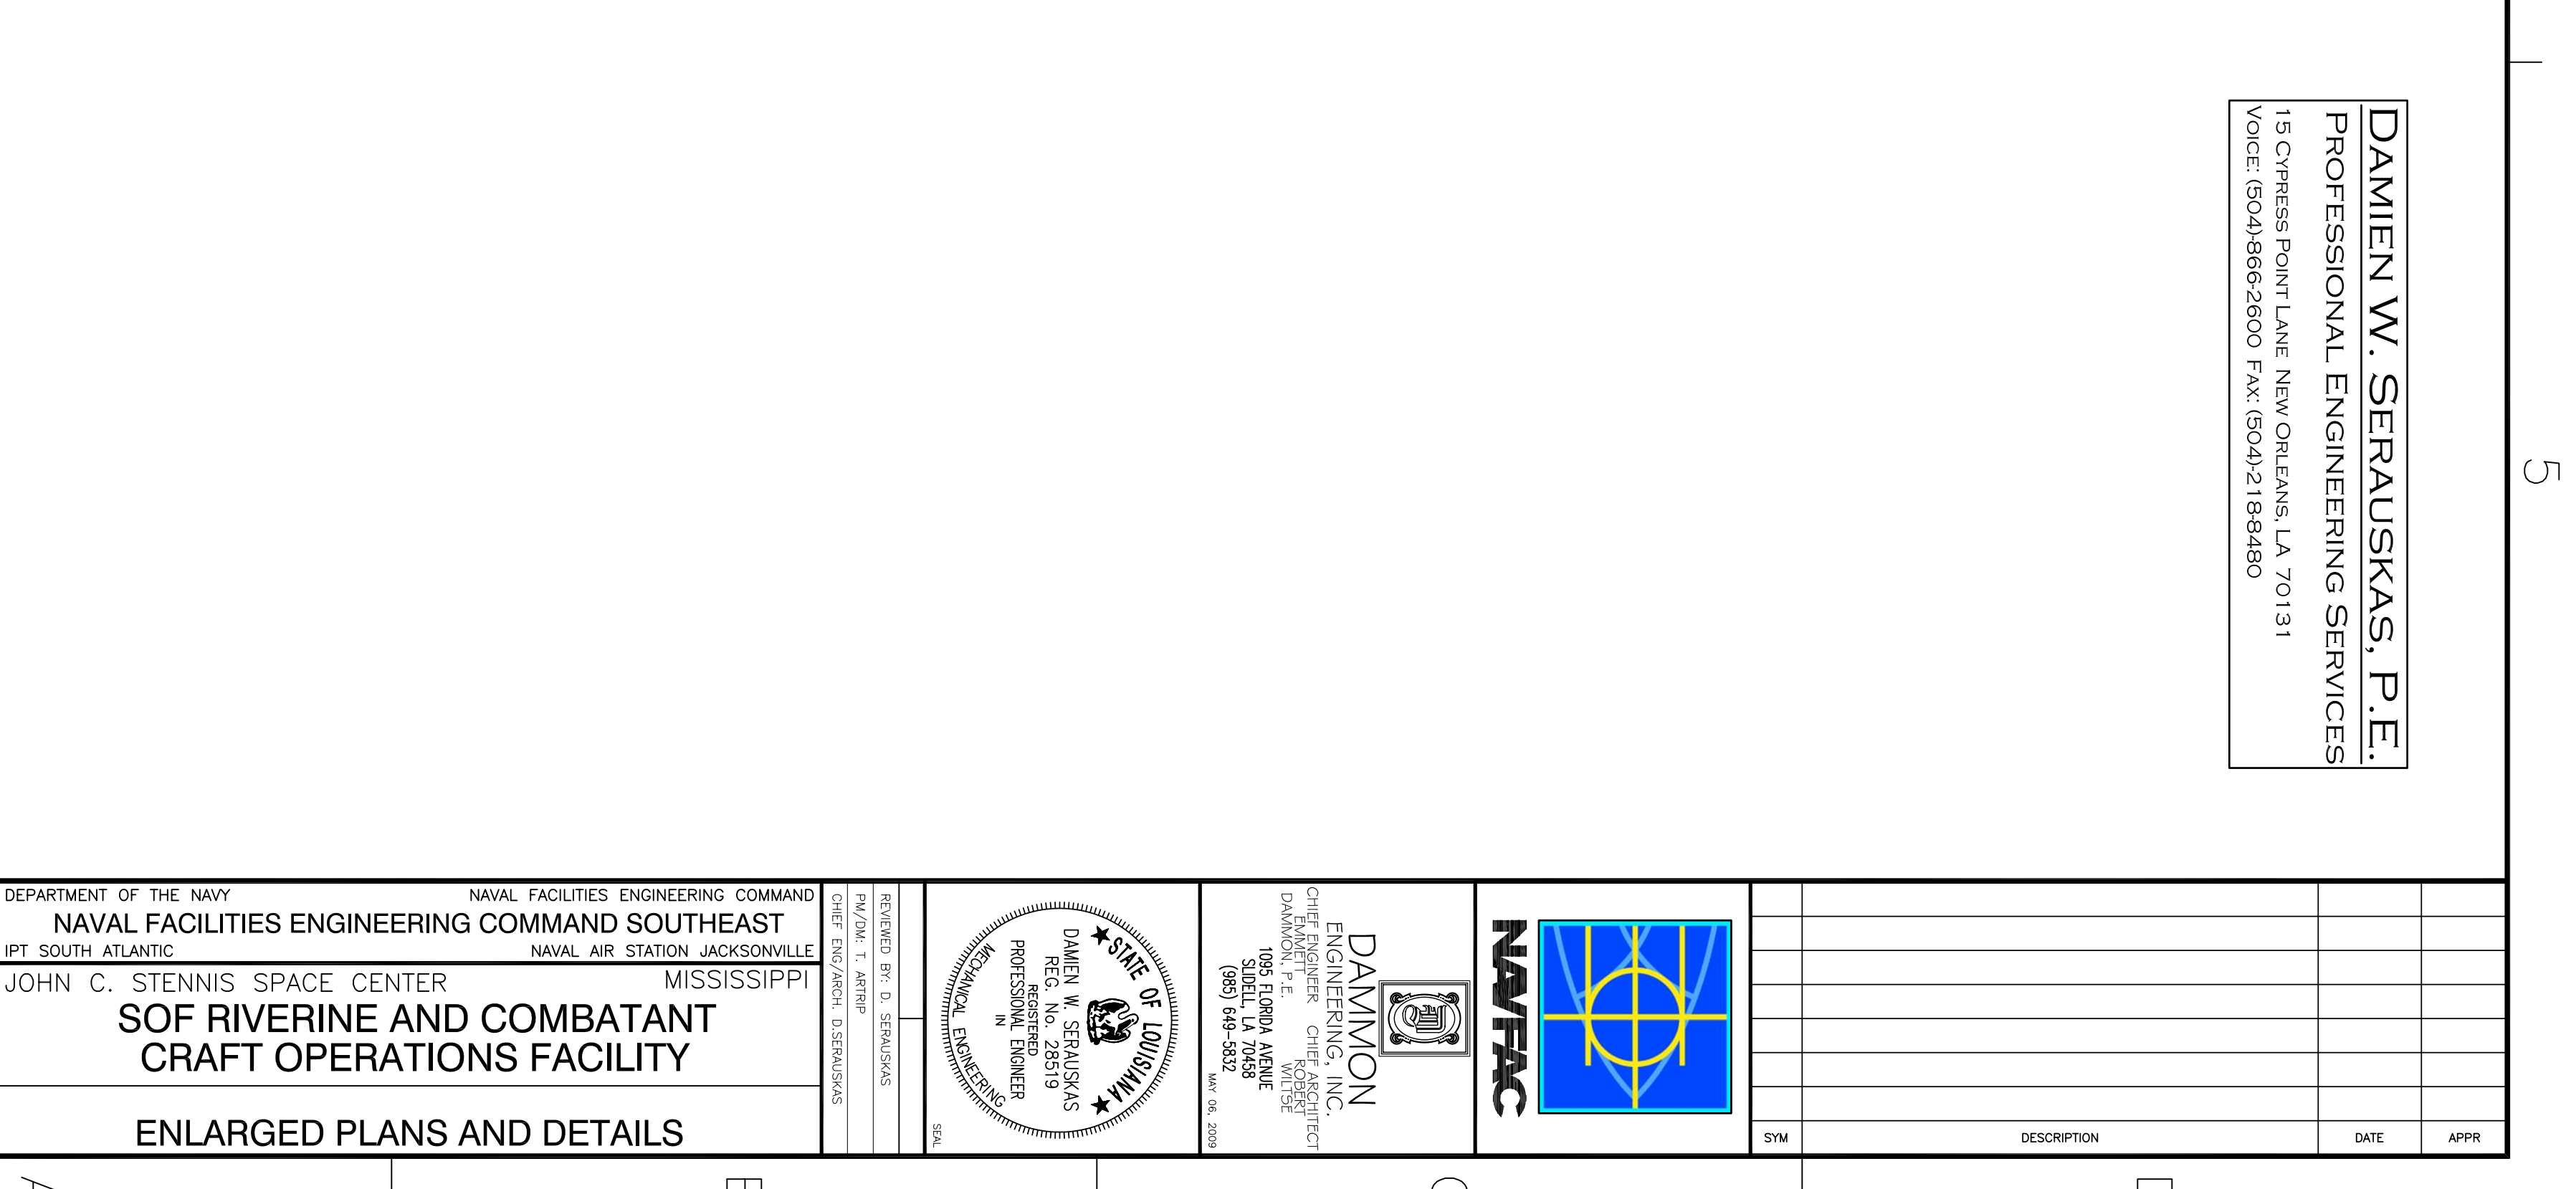 DAMIEN W. SERAUSKAS, P.E.
PROFESSIONAL ENGINEERING SERVICES
15 CYPRESS POINT LANE NEW ORLEANS, LA 70131
VOICE: (504)-866-2600 FAX: (504)-218-8480
5
DEPARTMENT OF THE NAVY NAVAL FACILITIES ENGINEERING COMMAND
NAVAL FACILITIES ENGINEERING COMMAND SOUTHEAST
IPT SOUTH ATLANTIC NAVAL AIR STATION JACKSONVILLE
JOHN C. STENNIS SPACE CENTER MISSISSIPPI
SOF RIVERINE AND COMBATANT
CRAFT OPERATIONS FACILITY
ENLARGED PLANS AND DETAILS
REVIEWED BY: D. SERAUSKAS
PM/DM: T. ARTRIP
CHIEF ENG/ARCH. D.SERAUSKAS
STATE OF LOUISIANA
DAMIEN W. SERAUSKAS
REG. No. 28519
REGISTERED
PROFESSIONAL ENGINEER
IN
MECHANICAL ENGINEERING
SEAL
DAMMON
ENGINEERING, INC.
CHIEF ENGINEER CHIEF ARCHITECT
EMMETT ROBERT
DAMMON, P.E. WILTSE
1095 FLORIDA AVENUE
SLIDELL, LA 70458
(985) 649-5832
MAY 06, 2009
NAVFAC
SYM DESCRIPTION DATE APPR